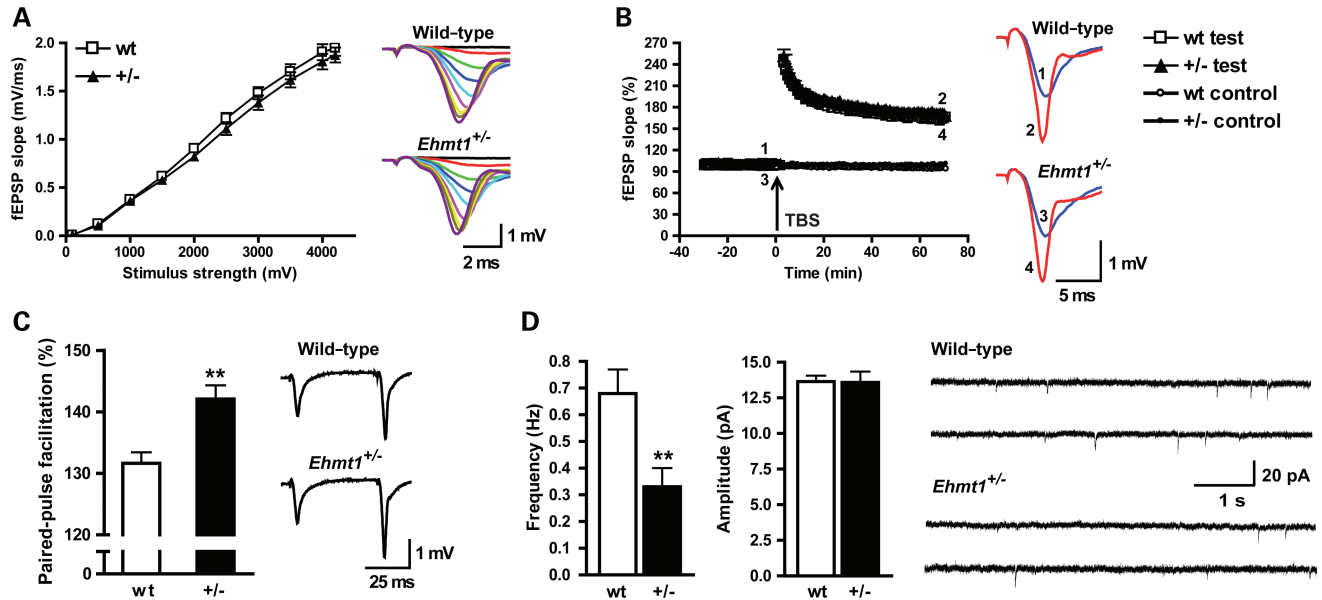 A
fEPSP slope (mV/ms)
2.0
1.5
1.0
0.5
0.0
0 1000 2000 3000 4000
Stimulus strength (mV)
wt
+/-
Wild–type
Ehmt1+/-
1 mV
2 ms
B
fEPSP slope (%)
270
240
210
180
150
120
90
60
30
0
-40 -20 0 20 40 60 80
Time (min)
1
3
2
4
TBS
Wild–type
1
2
Ehmt1+/-
3
4
1 mV
5 ms
wt test
+/- test
wt control
+/- control
C
Paired-pulse facilitation (%)
150
140
130
120
0
**
wt +/-
Wild–type
Ehmt1+/-
1 mV
25 ms
D
Frequency (Hz)
0.8
0.7
0.6
0.5
0.4
0.3
0.2
0.1
0.0
**
wt +/-
Amplitude (pA)
15.0
12.5
10.0
7.5
5.0
2.5
0.0
wt +/-
Wild–type
Ehmt1+/-
20 pA
1 s